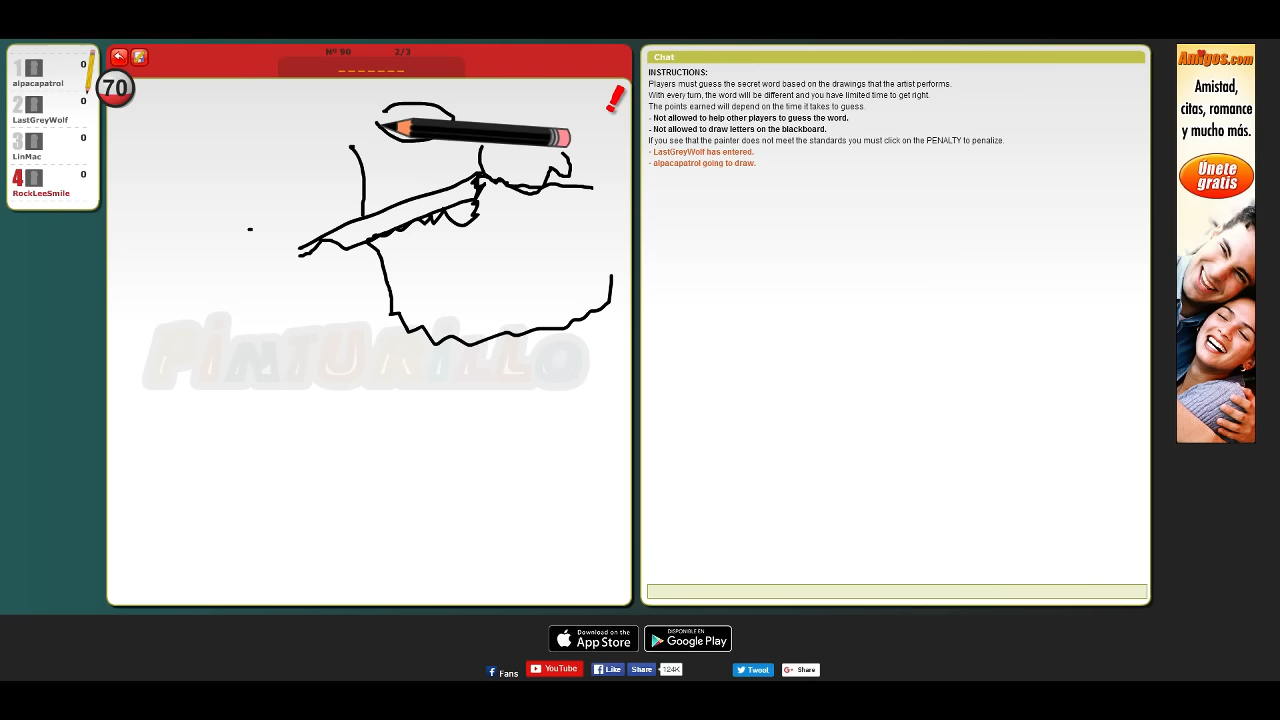 1
0
alpacapatrol
2
0
LastGreyWolf
3
0
LinMac
4
0
RockLeeSmile
70
Nº 90 2/3
_ _ _ _ _ _ _
PiNTURiLLO
Chat
INSTRUCTIONS:
Players must guess the secret word based on the drawings that the artist performs.
With every turn, the word will be different and you have limited time to get right.
The points earned will depend on the time it takes to guess.
- Not allowed to help other players to guess the word.
- Not allowed to draw letters on the blackboard.
If you see that the painter does not meet the standards you must click on the PENALTY to penalize.
- LastGreyWolf has entered.
- alpacapatrol going to draw.
Amigos.com
Amistad,
citas, romance
y mucho más.
Únete
gratis
Download on the
App Store
DISPONIBLE EN
Google Play
Fans
YouTube
Like
Share
124K
Tweet
Share